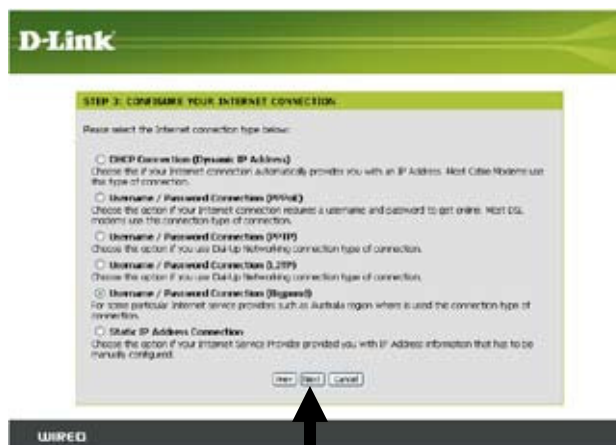 D-Link
STEP 3: CONFIGURE YOUR INTERNET CONNECTION
Please select the Internet connection type below:
DHCP Connection (Dynamic IP Address)
Choose this if your Internet connection automatically provides you with an IP Address. Most Cable Modems use
this type of connection.
Username / Password Connection (PPPoE)
Choose this option if your Internet connection requires a username and password to get online. Most DSL
modems use this connection type of connection.
Username / Password Connection (PPTP)
Choose this option if you use Dial-Up Networking connection type of connection.
Username / Password Connection (L2TP)
Choose this option if you use Dial-Up Networking connection type of connection.
Username / Password Connection (Bigpond)
For some particular Internet service providers such as Australia region where is used the connection type of
connection.
Static IP Address Connection
Choose this option if your Internet Service Provider provided you with IP Address information that has to be
manually configured.
Prev Next Cancel
WIRED